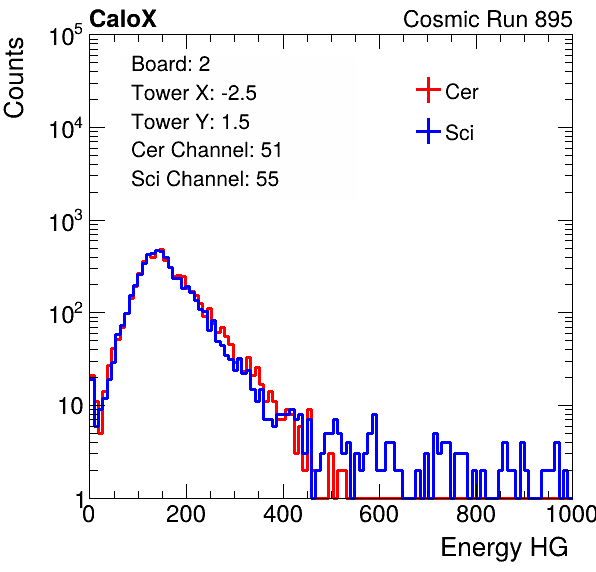 CaloX Cosmic Run 895
Counts
10^5
10^4
10^3
10^2
10
1
Board: 2
Tower X: -2.5
Tower Y: 1.5
Cer Channel: 51
Sci Channel: 55
Cer
Sci
0 200 400 600 800 1000
Energy HG